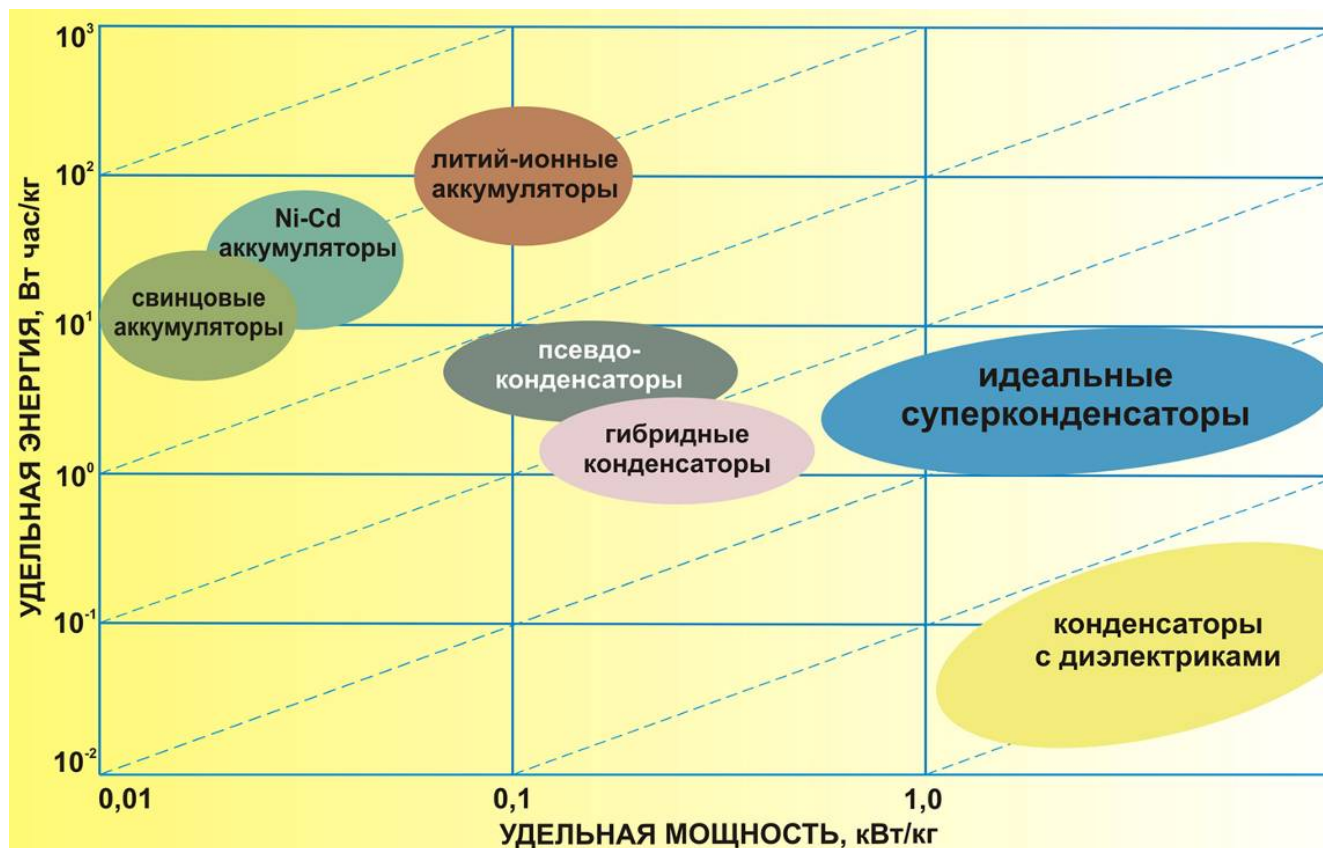 УДЕЛЬНАЯ ЭНЕРГИЯ, Вт час/кг
10³
10²
10¹
10⁰
10⁻¹
10⁻²
литий-ионные
аккумуляторы
Ni-Cd
аккумуляторы
свинцовые
аккумуляторы
псевдо-
конденсаторы
гибридные
конденсаторы
идеальные
суперконденсаторы
конденсаторы
с диэлектриками
0,01
0,1
1,0
УДЕЛЬНАЯ МОЩНОСТЬ, кВт/кг